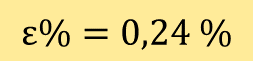 ε% = 0,24 %